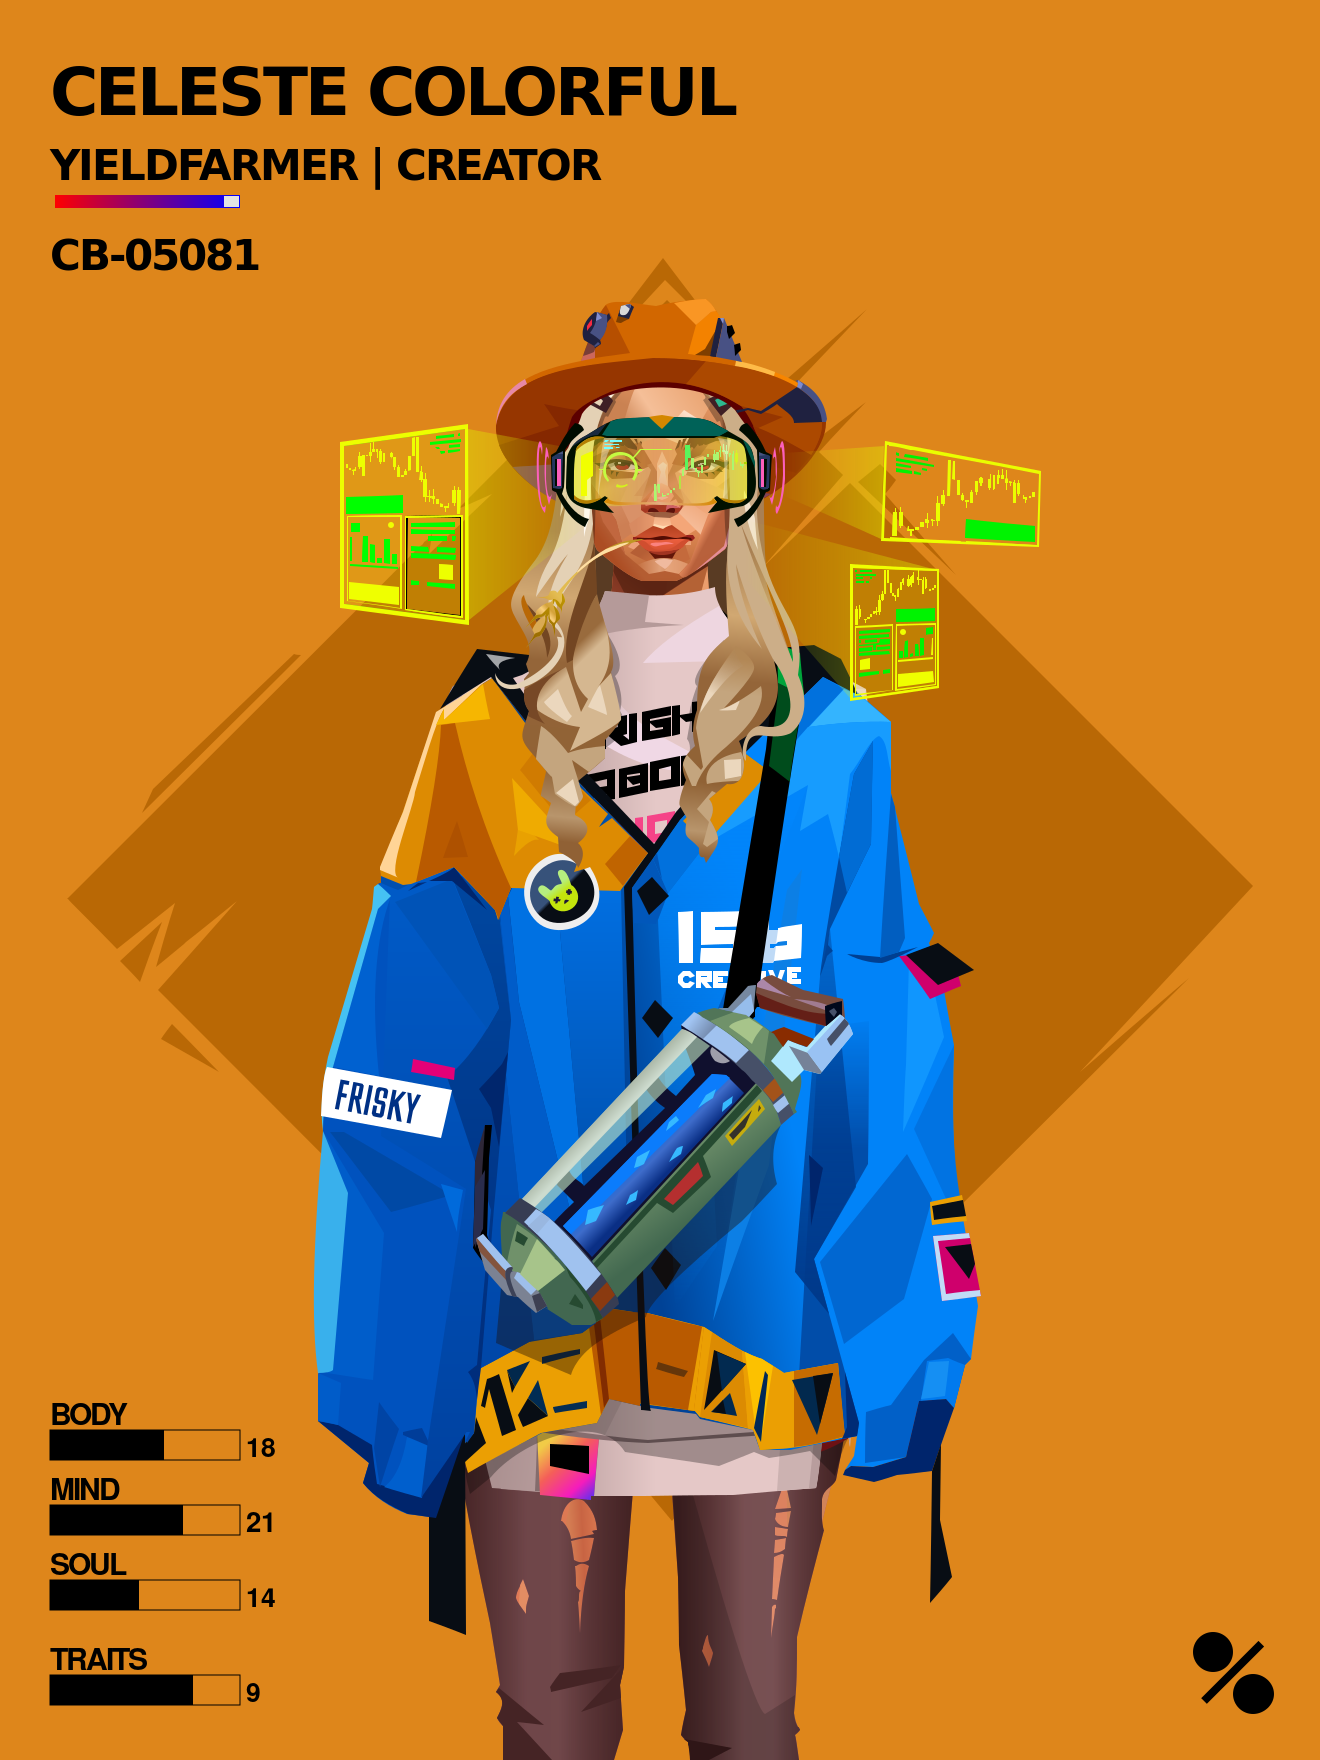 CELESTE COLORFUL
YIELDFARMER | CREATOR
CB-05081
FRISKY
BODY
18
MIND
21
SOUL
14
TRAITS
9